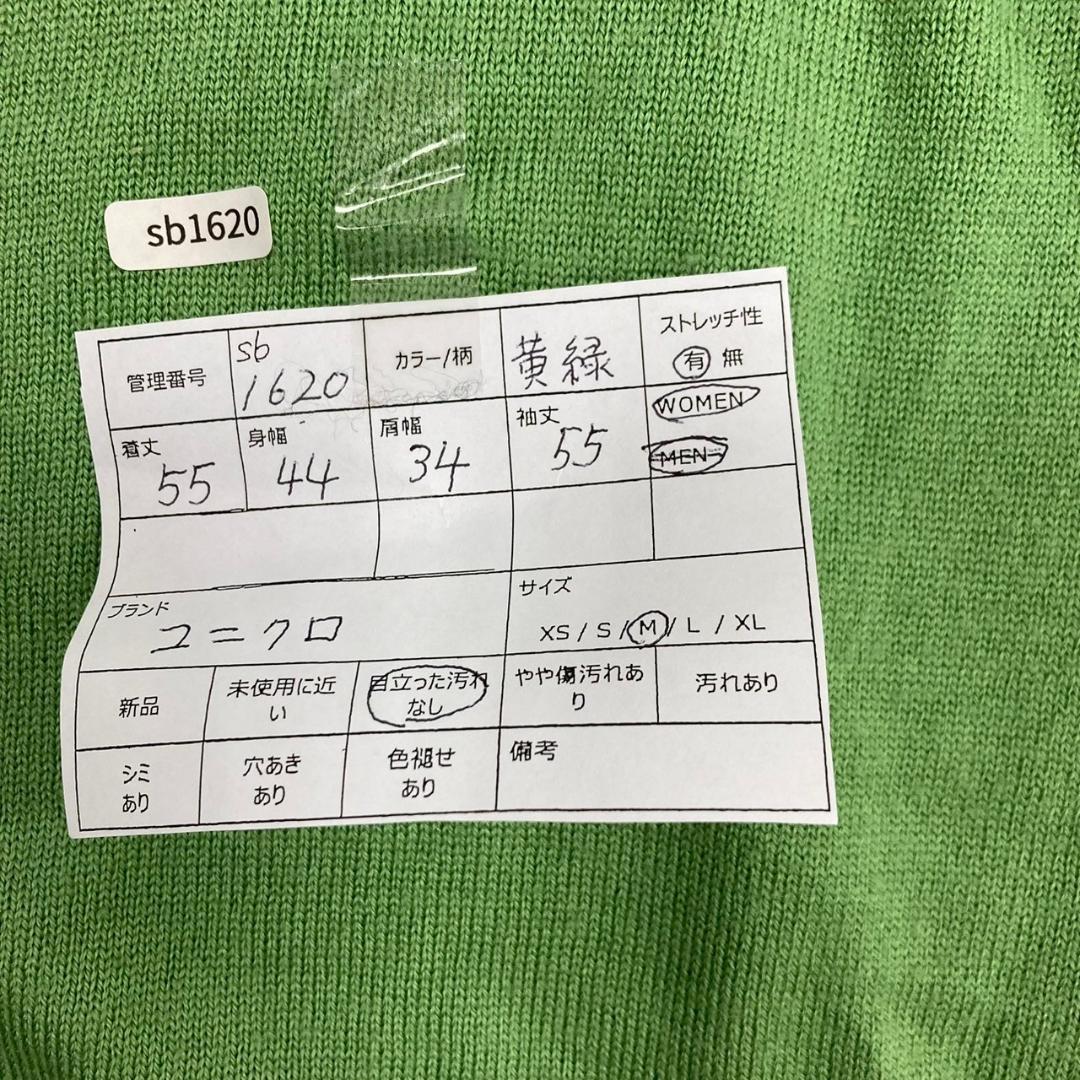 sb1620
管理番号
sb
1620
カラー/柄
黄緑
ストレッチ性
有 無
着丈
55
身幅
44
肩幅
34
袖丈
55
WOMEN
MEN
ブランド
ユニクロ
サイズ
XS / S / M / L / XL
新品
未使用に近
い
目立った汚れ
なし
やや傷汚れあ
り
汚れあり
シミ
あり
穴あき
あり
色褪せ
あり
備考